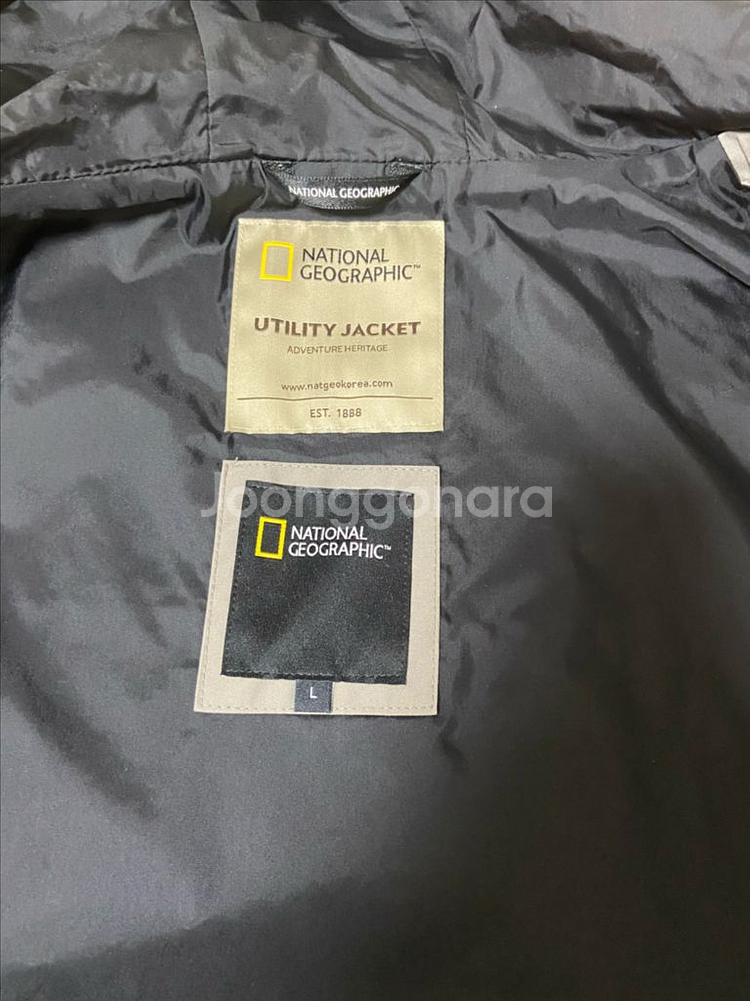 NATIONAL GEOGRAPHIC
NATIONAL
GEOGRAPHIC™
UTILITY JACKET
ADVENTURE HERITAGE
www.natgeokorea.com
EST. 1888
Joonggonara
NATIONAL
GEOGRAPHIC™
L